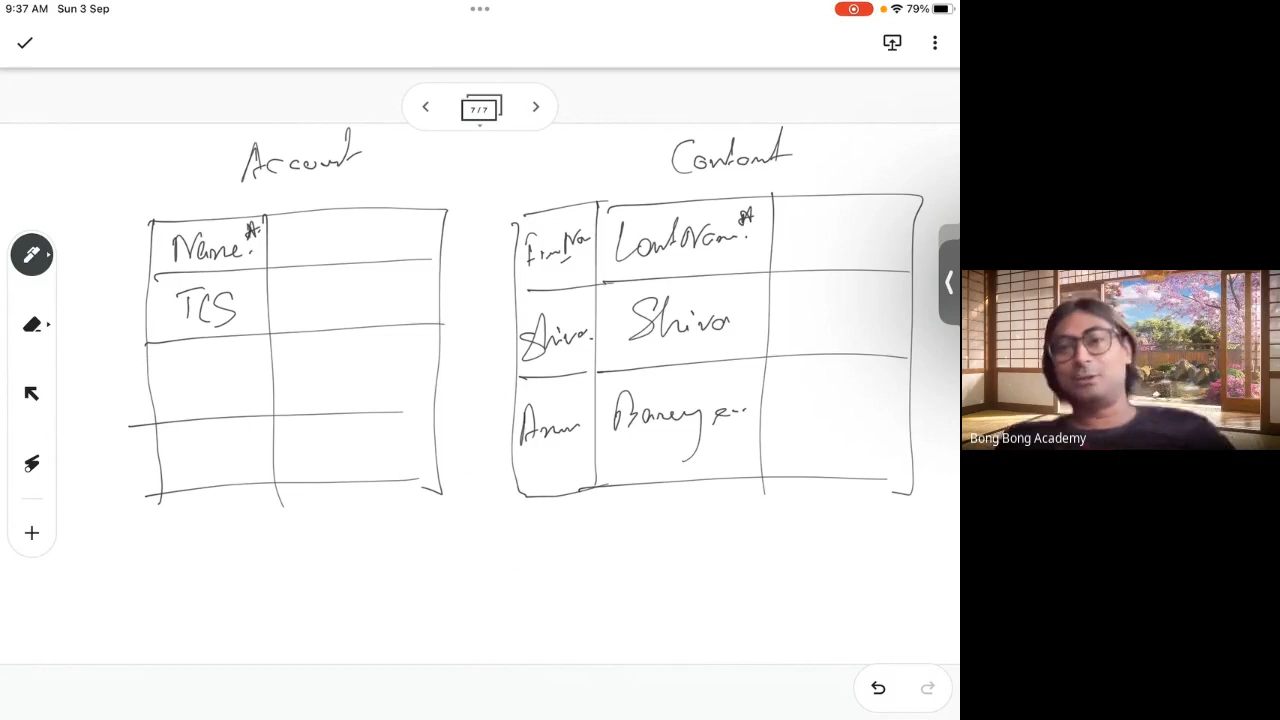 9:37 AM Sun 3 Sep
79%
7/7
Account
Contact
Name*
TCS
LastName*
Shiva Shiva
Bong Bong Academy